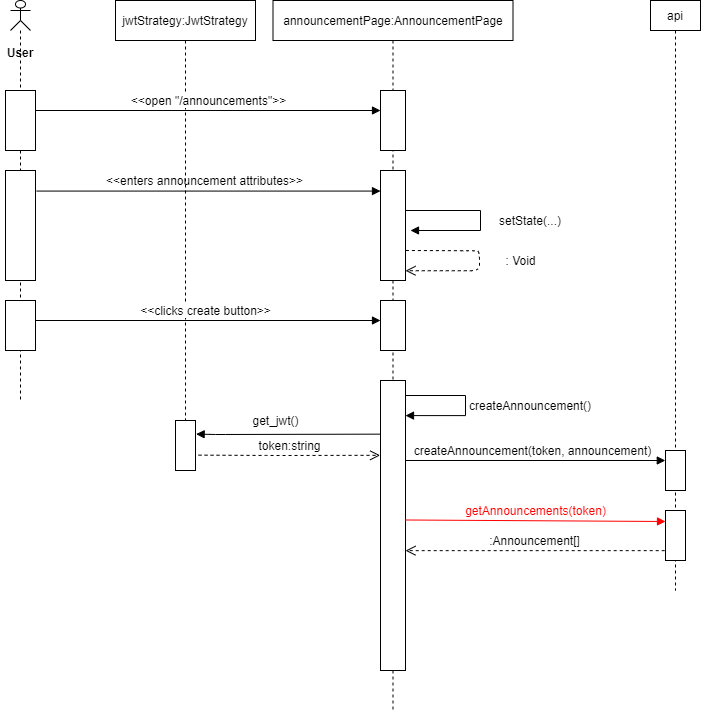 jwtStrategy:JwtStrategy
announcementPage:AnnouncementPage
api
User
<<open "/announcements">>
<<enters announcement attributes>>
setState(...)
: Void
<<clicks create button>>
createAnnouncement()
get_jwt()
token:string
createAnnouncement(token, announcement)
getAnnouncements(token)
:Announcement[]